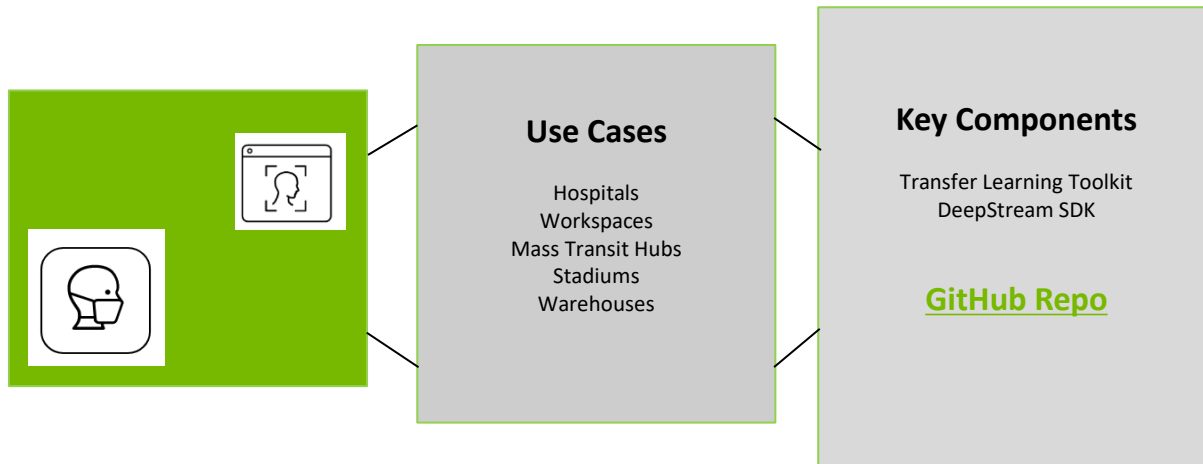 Use Cases
Hospitals
Workspaces
Mass Transit Hubs
Stadiums
Warehouses
Key Components
Transfer Learning Toolkit
DeepStream SDK
GitHub Repo